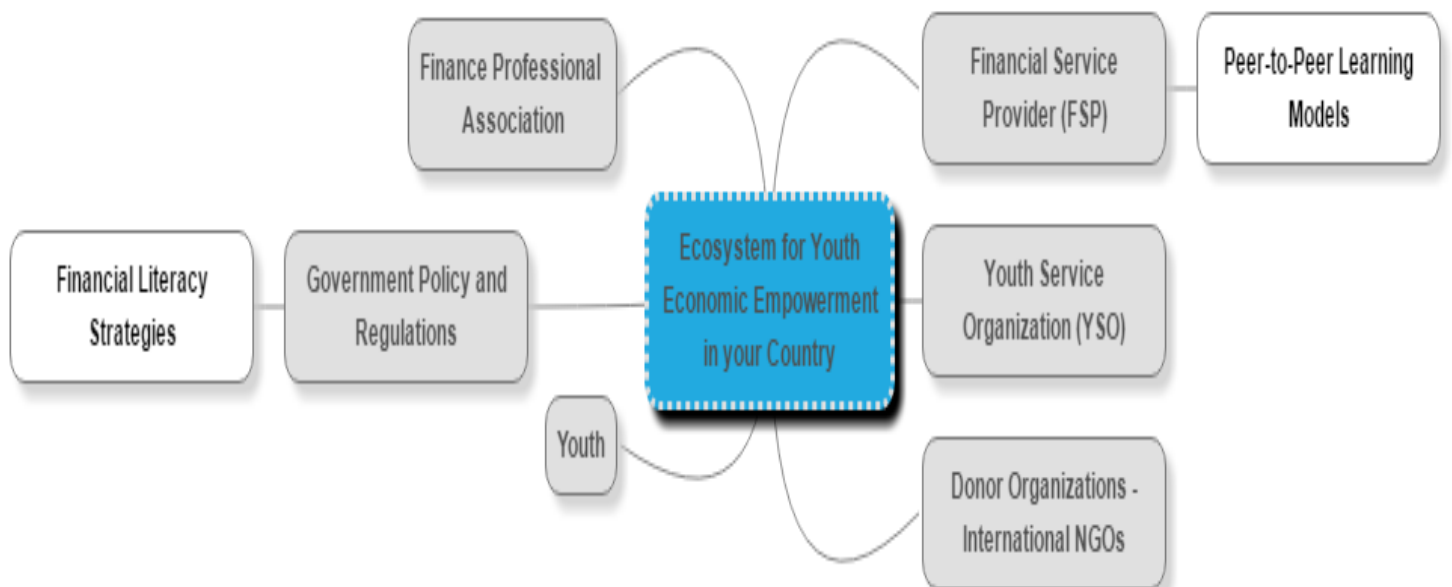 Finance Professional
Association
Financial Service
Provider (FSP)
Peer-to-Peer Learning
Models
Financial Literacy
Strategies
Government Policy and
Regulations
Ecosystem for Youth
Economic Empowerment
in your Country
Youth Service
Organization (YSO)
Youth
Donor Organizations -
International NGOs